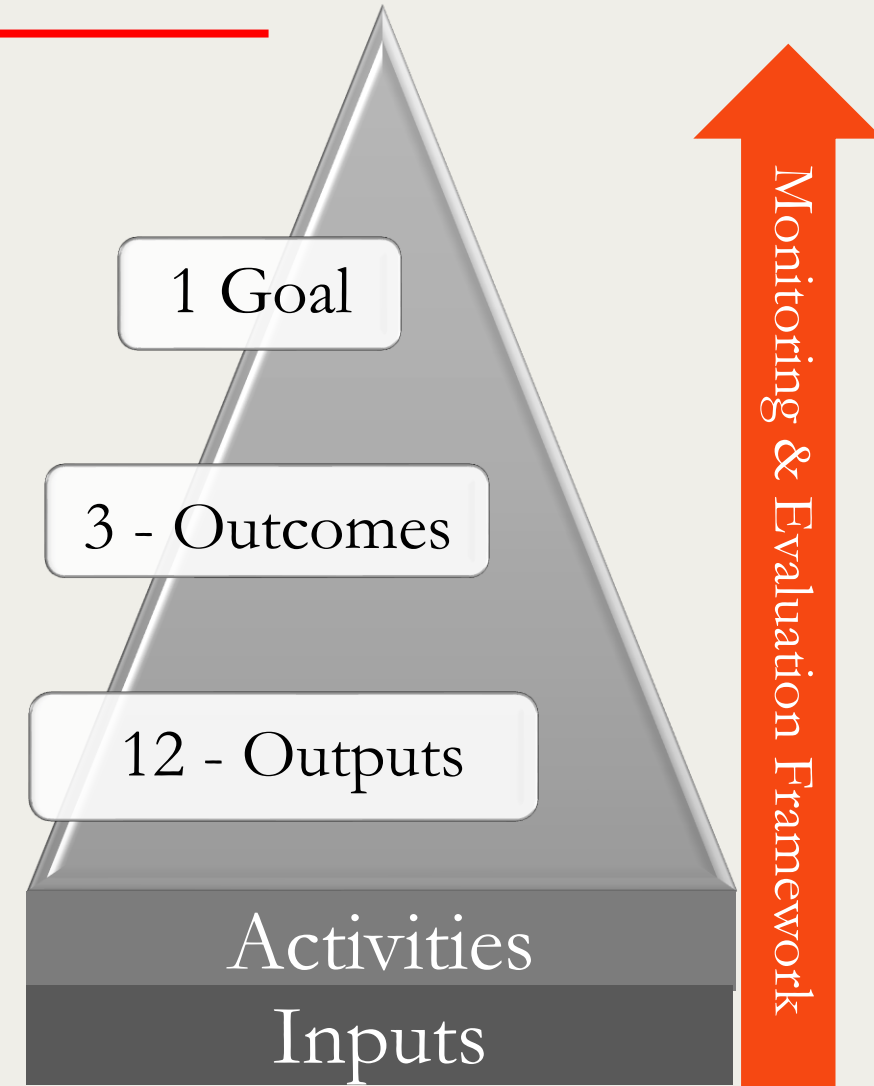 1 Goal
3 - Outcomes
12 - Outputs
Activities
Inputs
Monitoring & Evaluation Framework